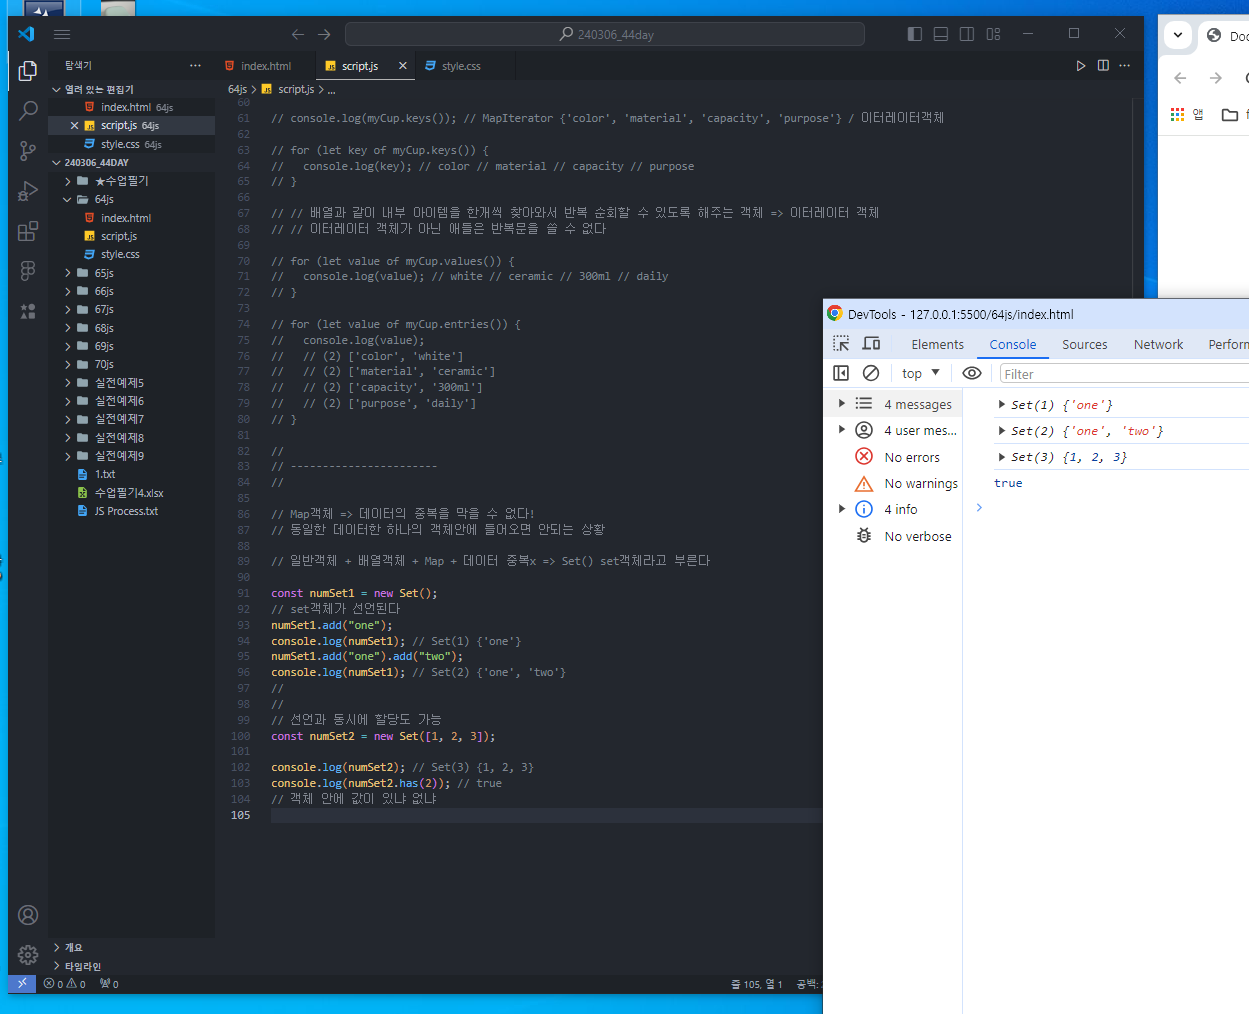 240306_44day
탐색기
index.html
script.js
style.css
열려 있는 편집기
index.html 64js
script.js 64js
style.css 64js
240306_44DAY
★수업필기
64js
index.html
script.js
style.css
65js
66js
67js
68js
69js
70js
실전예제5
실전예제6
실전예제7
실전예제8
실전예제9
1.txt
수업필기4.xlsx
JS Process.txt
개요
타임라인
64js > script.js > ...
60
61 // console.log(myCup.keys()); // MapIterator {'color', 'material', 'capacity', 'purpose'} / 이터레이터객체
62
63 // for (let key of myCup.keys()) {
64 //   console.log(key); // color // material // capacity // purpose
65 // }
66
67 // // 배열과 같이 내부 아이템을 한개씩 찾아와서 반복 순회할 수 있도록 해주는 객체 => 이터레이터 객체
68 // // 이터레이터 객체가 아닌 애들은 반복문을 쓸 수 없다
69
70 // for (let value of myCup.values()) {
71 //   console.log(value); // white // ceramic // 300ml // daily
72 // }
73
74 // for (let value of myCup.entries()) {
75 //   console.log(value);
76 //   // (2) ['color', 'white']
77 //   // (2) ['material', 'ceramic']
78 //   // (2) ['capacity', '300ml']
79 //   // (2) ['purpose', 'daily']
80 // }
81
82 //
83 // -----------------------
84 //
85
86 // Map객체 => 데이터의 중복을 막을 수 없다!
87 // 동일한 데이터한 하나의 객체안에 들어오면 안되는 상황
88
89 // 일반객체 + 배열객체 + Map + 데이터 중복x => Set() set객체라고 부른다
90
91 const numSet1 = new Set();
92 // set객체가 선언된다
93 numSet1.add("one");
94 console.log(numSet1); // Set(1) {'one'}
95 numSet1.add("one").add("two");
96 console.log(numSet1); // Set(2) {'one', 'two'}
97 //
98 //
99 // 선언과 동시에 할당도 가능
100 const numSet2 = new Set([1, 2, 3]);
101
102 console.log(numSet2); // Set(3) {1, 2, 3}
103 console.log(numSet2.has(2)); // true
104 // 객체 안에 값이 있냐 없냐
105
0 0 0
줄 105, 열 1
공백:
앱
DevTools - 127.0.0.1:5500/64js/index.html
Elements Console Sources Network Perform
top Filter
4 messages
4 user mes...
No errors
No warnings
4 info
No verbose
Set(1) {'one'}
Set(2) {'one', 'two'}
Set(3) {1, 2, 3}
true